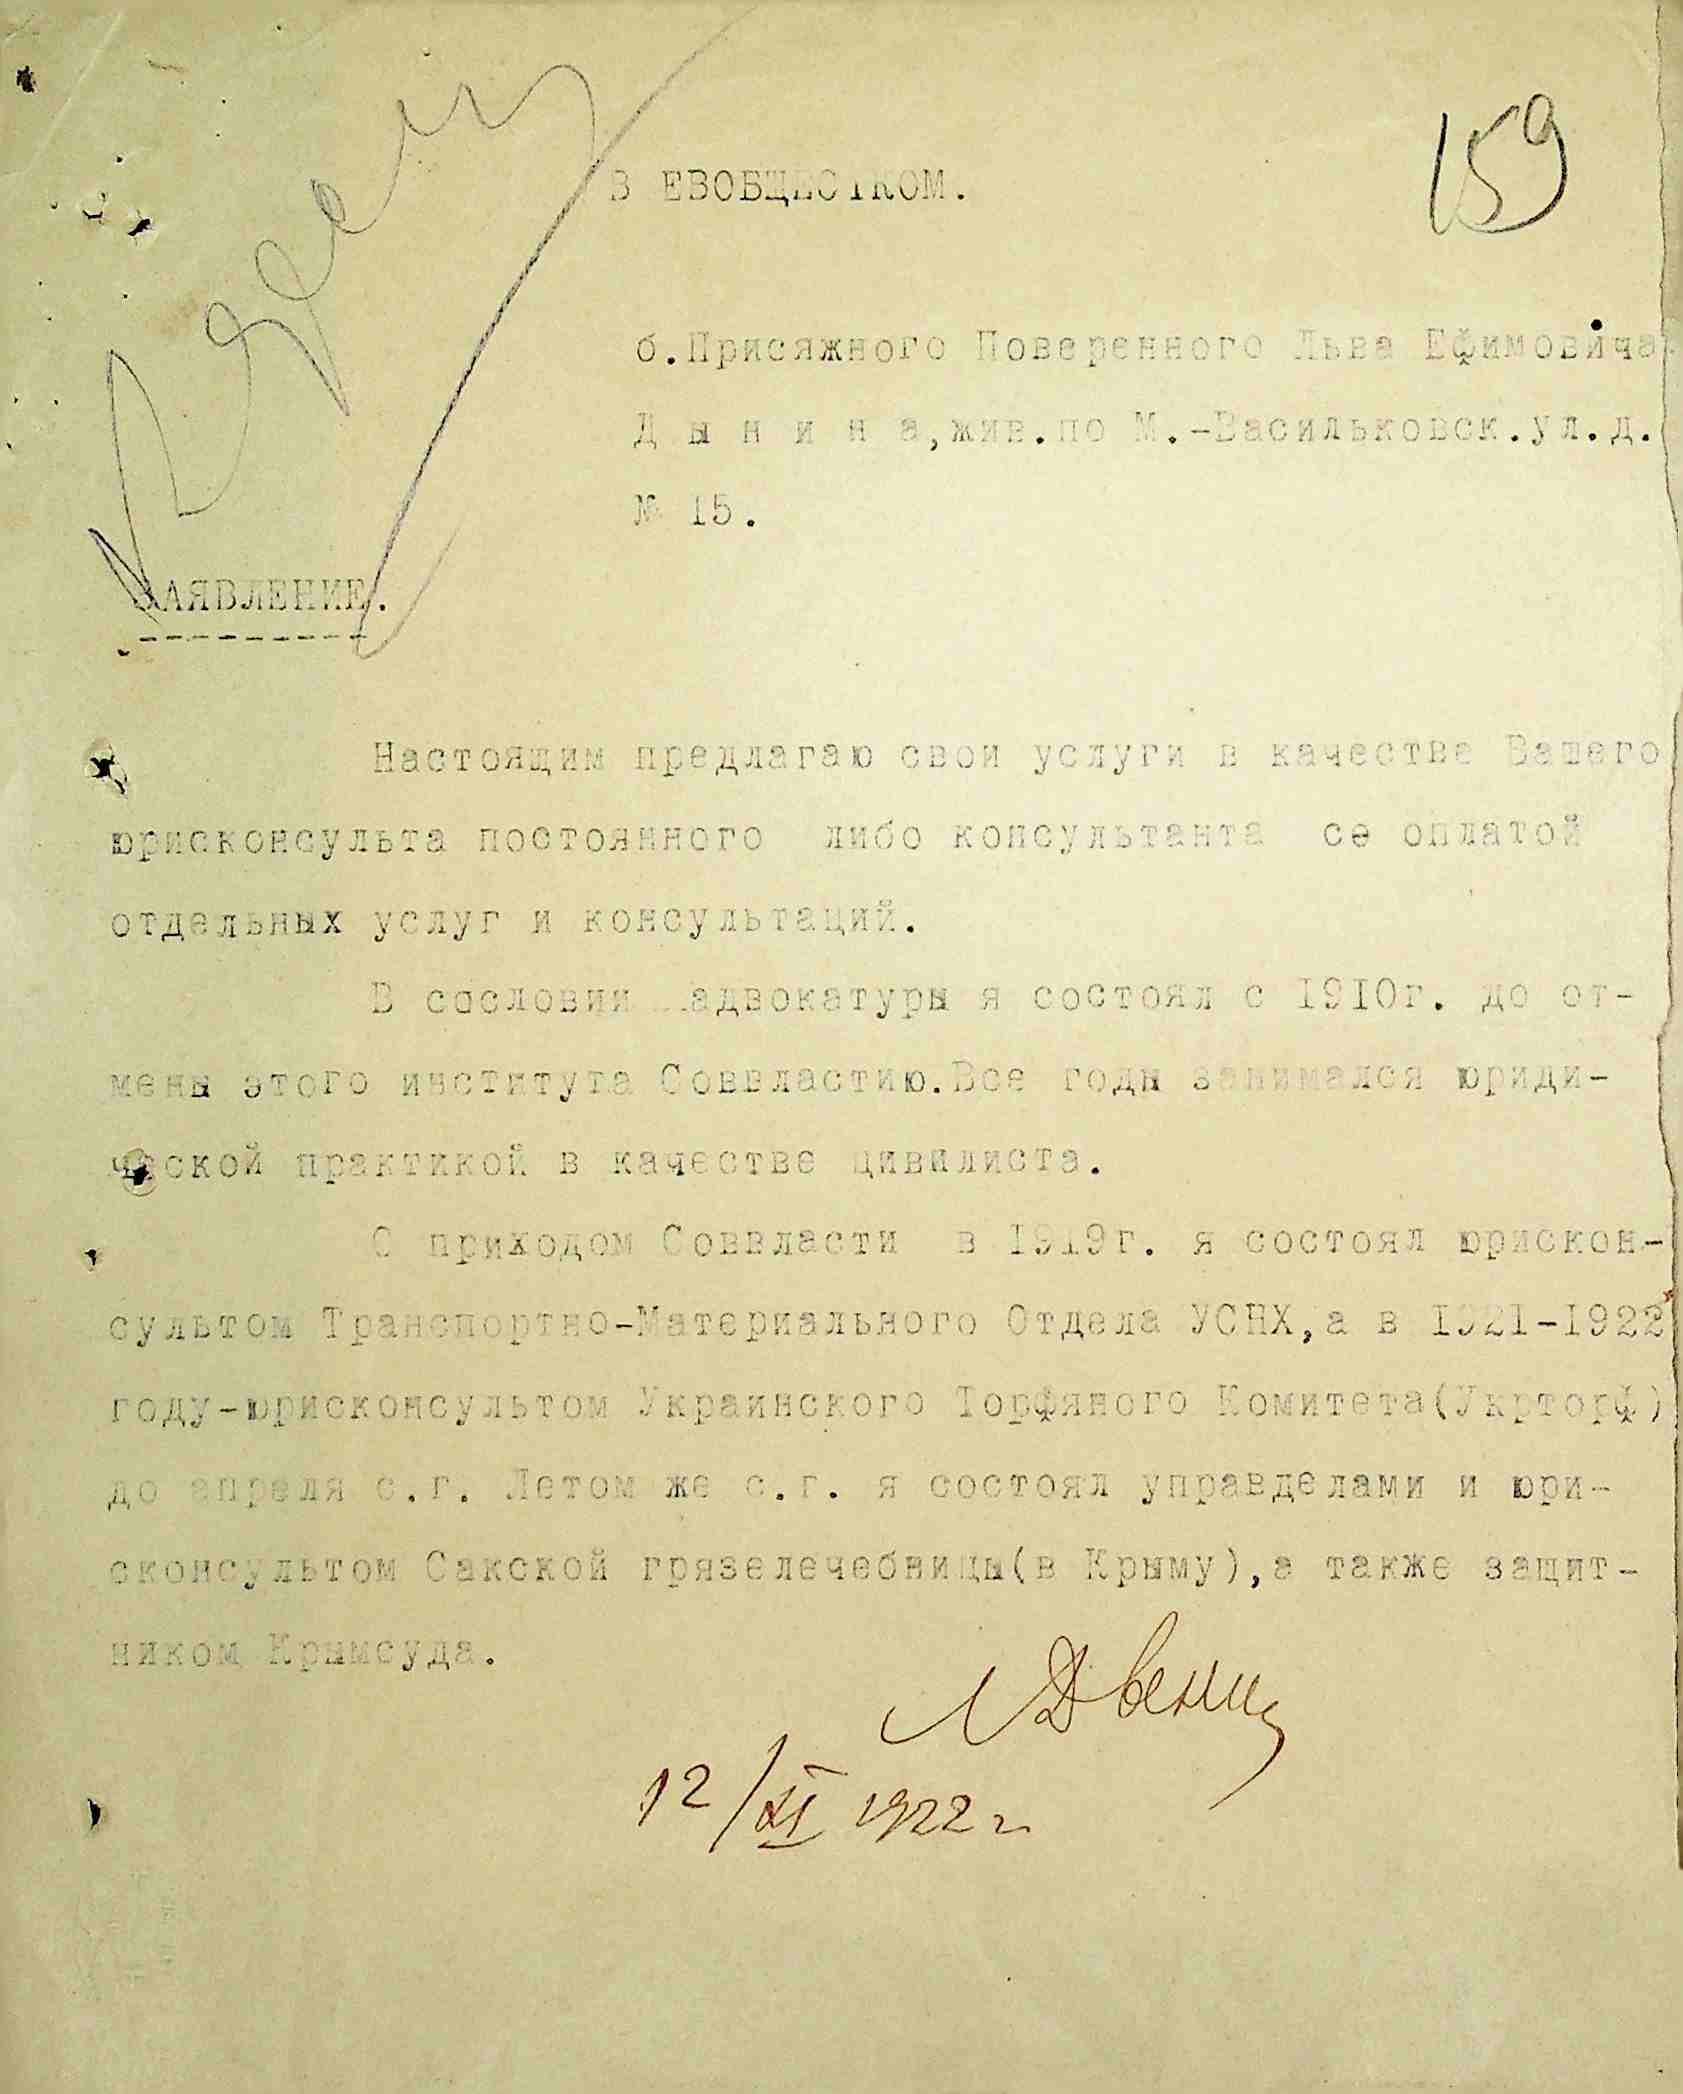 159
В ЕВОБЩЕСТКОМ.
б.Присяжного Поверенного Льва Ефимовича
Д ы н и н а,жив.по М.-Васильковск.ул.д.
№ 15.
ЗАЯВЛЕНИЕ.
Настоящим предлагаю свои услуги в качестве Вашего
юрисконсульта постоянного либо консультанта се оплатой
отдельных услуг и консультаций.
В сословии адвокатуры я состоял с 1910г. до от-
мены этого института Соввластию.Все годы занимался юриди-
ческой практикой в качестве цивилиста.
С приходом Соввласти в 1919г. я состоял юрискон-
сультом Транспортно-Материального Отдела УСНХ,а в 1921-1922
году-юрисконсультом Украинского Торфяного Комитета(Укрторф)
до апреля с.г. Летом же с.г. я состоял управделами и юри-
сконсультом Сакской грязелечебницы(в Крыму),а также защит-
ником Крымсуда.
12/XI 1922 г.